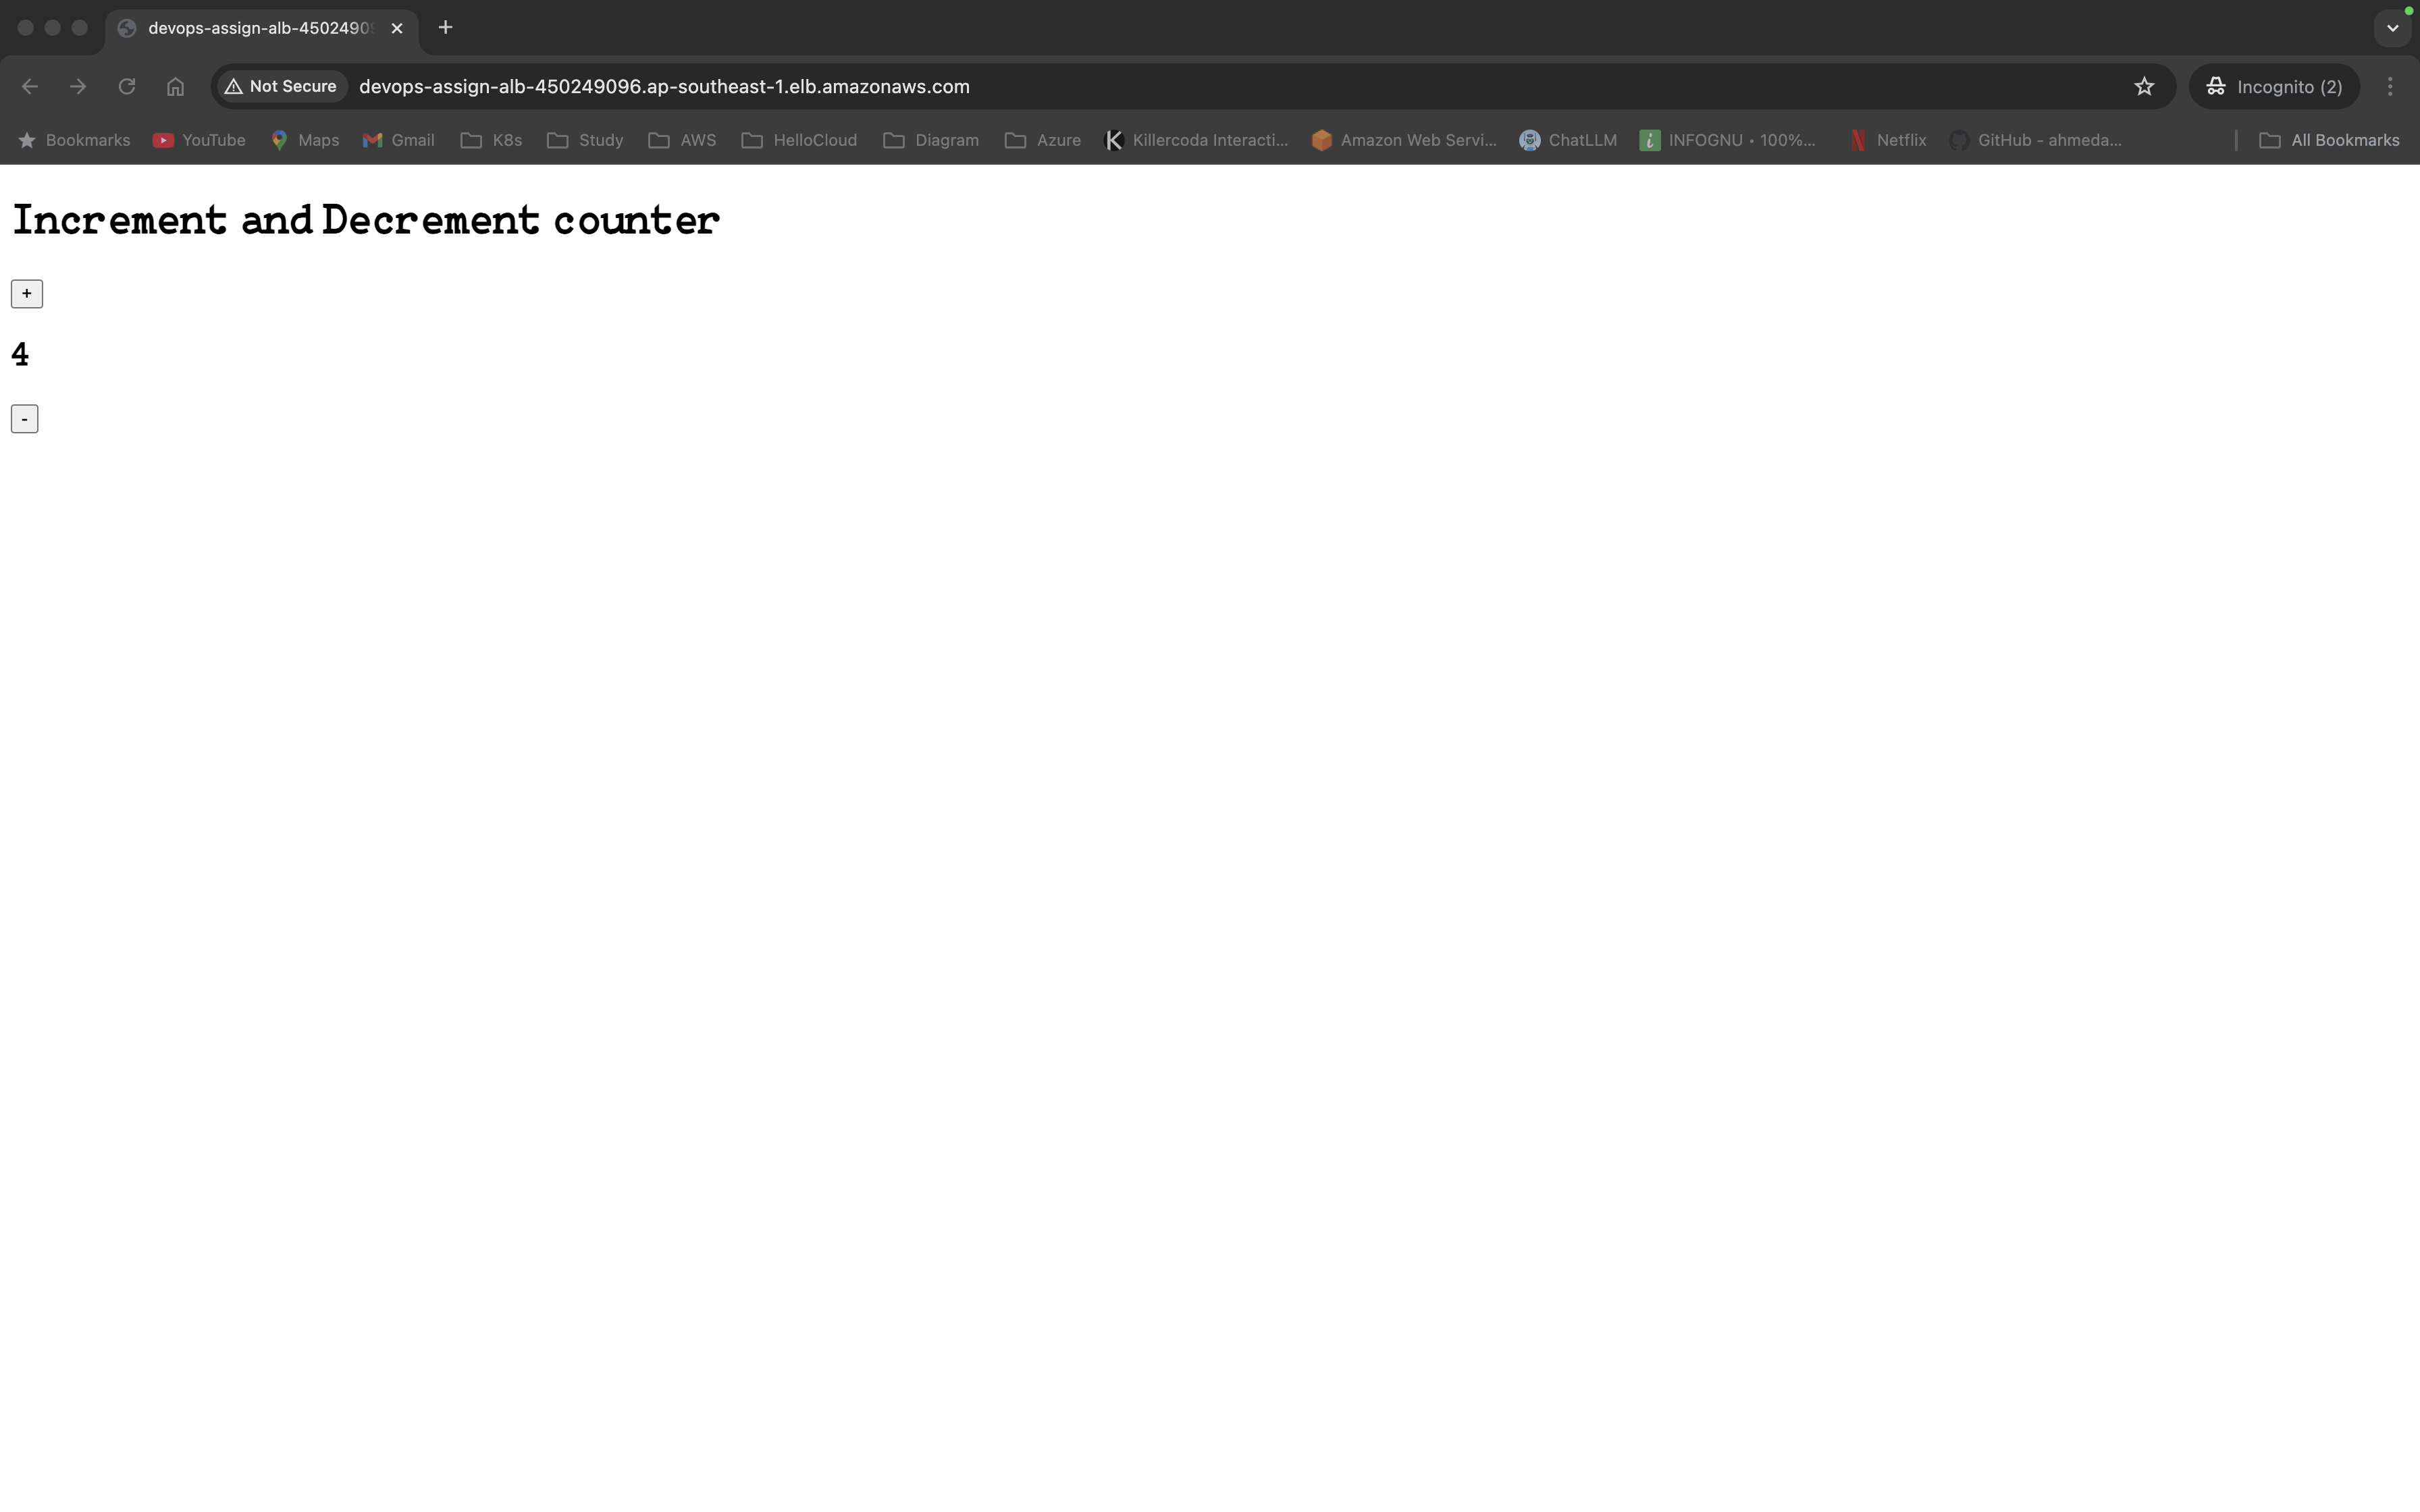 devops-assign-alb-45024909
Not Secure devops-assign-alb-450249096.ap-southeast-1.elb.amazonaws.com Incognito (2)
Bookmarks YouTube Maps Gmail K8s Study AWS HelloCloud Diagram Azure Killercoda Interacti... Amazon Web Servi... ChatLLM INFOGNU • 100%... Netflix GitHub - ahmeda... All Bookmarks
Increment and Decrement counter
+
4
-